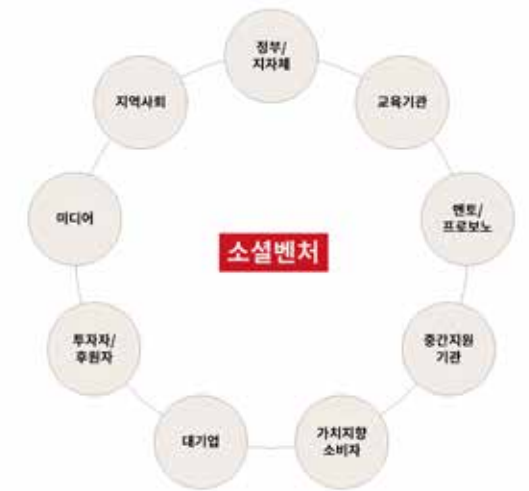 정부/
지자체
교육기관
멘토/
프로보노
중간지원
기관
가치지향
소비자
대기업
투자자/
후원자
미디어
지역사회
소셜벤처